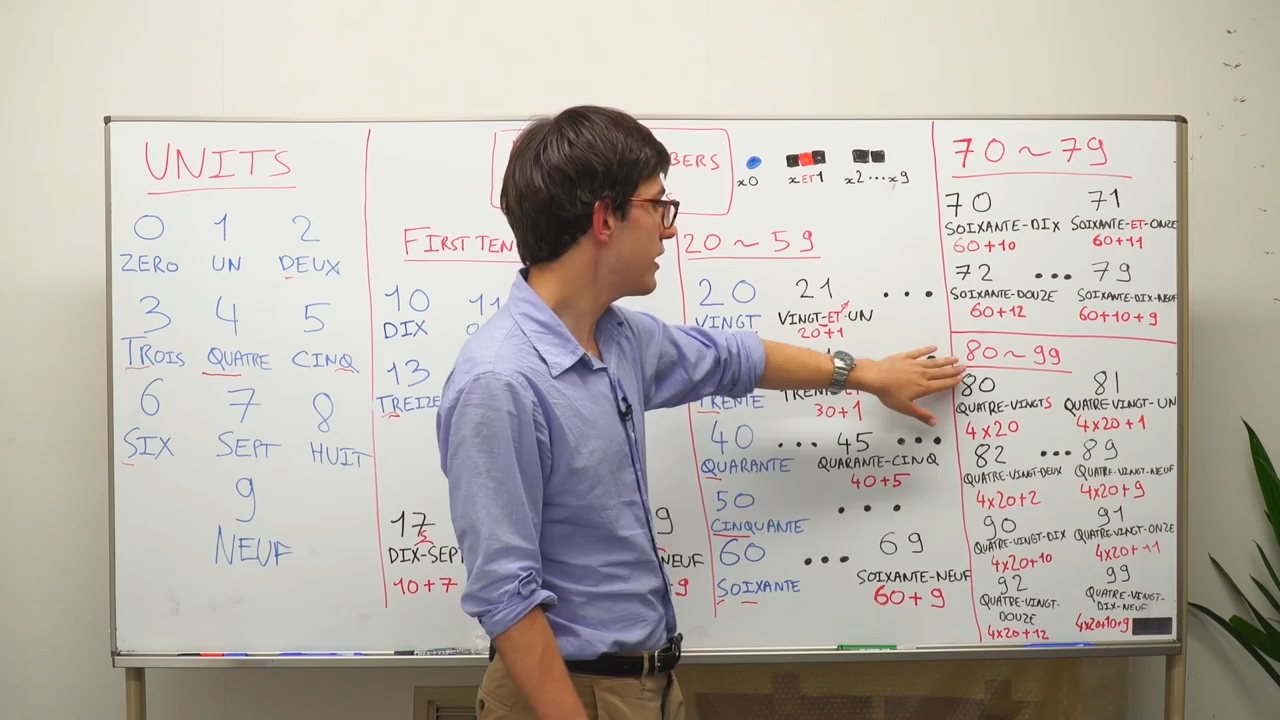 UNITS
0 1 2
ZERO UN DEUX
3 4 5
TROIS QUATRE CINQ
6 7 8
SIX SEPT HUIT
9
NEUF
BERS
x0 x ET 1 x2...x9
FIRST TEN
10 11
DIX
13
TREIZE
17
S
DIX-SEPT
10+7
9
NEUF
9
20 ~ 59
20 21 ...
VINGT VINGT-ET-UN
20+1
TRENTE
30+1
40 ... 45 ...
QUARANTE QUARANTE-CINQ
40+5
50 ...
CINQUANTE
60 ... 69
SOIXANTE SOIXANTE-NEUF
60+9
70 ~ 79
70 71
SOIXANTE-DIX SOIXANTE-ET-ONZE
60+10 60+11
72 ... 79
SOIXANTE-DOUZE SOIXANTE-DIX-NEUF
60+12 60+10+9
80 ~ 99
80 81
QUATRE-VINGTS QUATRE-VINGT-UN
4x20 4x20+1
82 ... 89
QUATRE-VINGT-DEUX QUATRE-VINGT-NEUF
4x20+2 4x20+9
90 91
QUATRE-VINGT-DIX QUATRE-VINGT-ONZE
4x20+10 4x20+11
92 99
QUATRE-VINGT- QUATRE-VINGT-
DOUZE DIX-NEUF
4x20+12 4x20+10+9